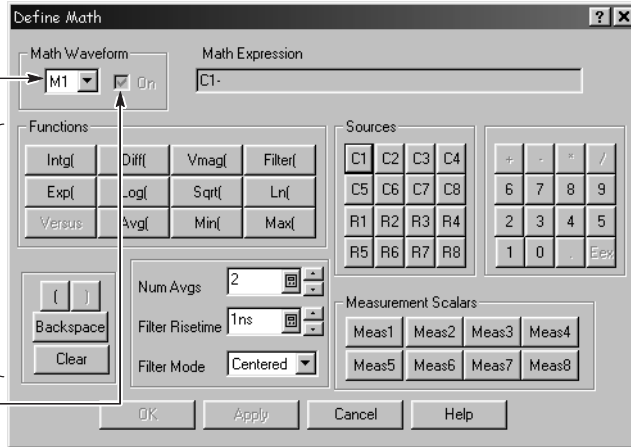 Define Math
Math Waveform
M1
On
Math Expression
C1-
Functions
Intg( Diff( Vmag( Filter(
Exp( Log( Sqrt( Ln(
Versus Avg( Min( Max(
Sources
C1 C2 C3 C4
C5 C6 C7 C8
R1 R2 R3 R4
R5 R6 R7 R8
+ - * /
6 7 8 9
2 3 4 5
1 0 . Eex
( )
Backspace
Clear
Num Avgs 2
Filter Risetime 1ns
Filter Mode Centered
Measurement Scalars
Meas1 Meas2 Meas3 Meas4
Meas5 Meas6 Meas7 Meas8
OK Apply Cancel Help